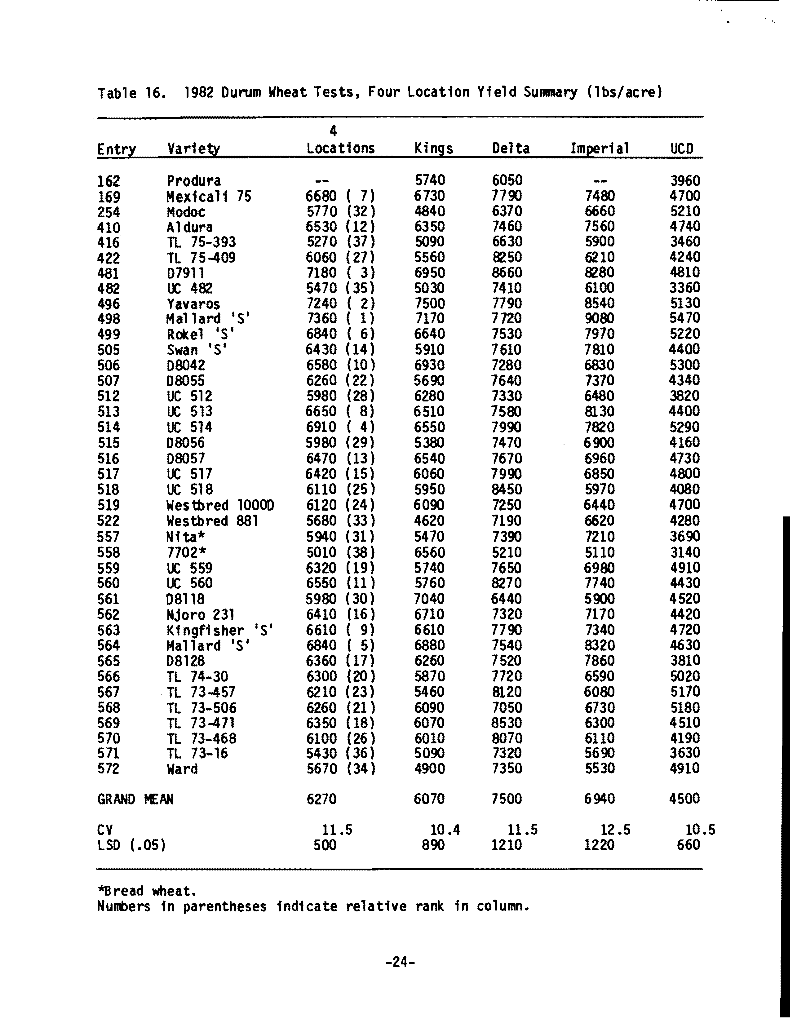 Table 16. 1982 Durum Wheat Tests, Four Location Yield Summary (lbs/acre)
4
Entry Variety Locations Kings Delta Imperial UCD
162 Produra -- 5740 6050 -- 3960
169 Mexicali 75 6680 ( 7) 6730 7790 7480 4700
254 Modoc 5770 (32) 4840 6370 6660 5210
410 Aldura 6530 (12) 6350 7460 7560 4740
416 TL 75-393 5270 (37) 5090 6630 5900 3460
422 TL 75-409 6060 (27) 5560 8250 6210 4240
481 D7911 7180 ( 3) 6950 8660 8280 4810
482 UC 482 5470 (35) 5030 7410 6100 3360
496 Yavaros 7240 ( 2) 7500 7790 8540 5130
498 Mallard 'S' 7360 ( 1) 7170 7720 9080 5470
499 Rokel 'S' 6840 ( 6) 6640 7530 7970 5220
505 Swan 'S' 6430 (14) 5910 7610 7810 4400
506 D8042 6580 (10) 6930 7280 6830 5300
507 D8055 6260 (22) 5690 7640 7370 4340
512 UC 512 5980 (28) 6280 7330 6480 3820
513 UC 513 6650 ( 8) 6510 7580 8130 4400
514 UC 514 6910 ( 4) 6550 7990 7820 5290
515 D8056 5980 (29) 5380 7470 6900 4160
516 D8057 6470 (13) 6540 7670 6960 4730
517 UC 517 6420 (15) 6060 7990 6850 4800
518 UC 518 6110 (25) 5950 8450 5970 4080
519 Westbred 1000D 6120 (24) 6090 7250 6440 4700
522 Westbred 881 5680 (33) 4620 7190 6620 4280
557 Nita* 5940 (31) 5470 7390 7210 3690
558 7702* 5010 (38) 6560 5210 5110 3140
559 UC 559 6320 (19) 5740 7650 6980 4910
560 UC 560 6550 (11) 5760 8270 7740 4430
561 D8118 5980 (30) 7040 6440 5900 4520
562 Njoro 231 6410 (16) 6710 7320 7170 4420
563 Kingfisher 'S' 6610 ( 9) 6610 7790 7340 4720
564 Mallard 'S' 6840 ( 5) 6880 7540 8320 4630
565 D8128 6360 (17) 6260 7520 7860 3810
566 TL 74-30 6300 (20) 5870 7720 6590 5020
567 TL 73-457 6210 (23) 5460 8120 6080 5170
568 TL 73-506 6260 (21) 6090 7050 6730 5180
569 TL 73-471 6350 (18) 6070 8530 6300 4510
570 TL 73-468 6100 (26) 6010 8070 6110 4190
571 TL 73-16 5430 (36) 5090 7320 5690 3630
572 Ward 5670 (34) 4900 7350 5530 4910
GRAND MEAN 6270 6070 7500 6940 4500
CV 11.5 10.4 11.5 12.5 10.5
LSD (.05) 500 890 1210 1220 660
*Bread wheat.
Numbers in parentheses indicate relative rank in column.
-24-